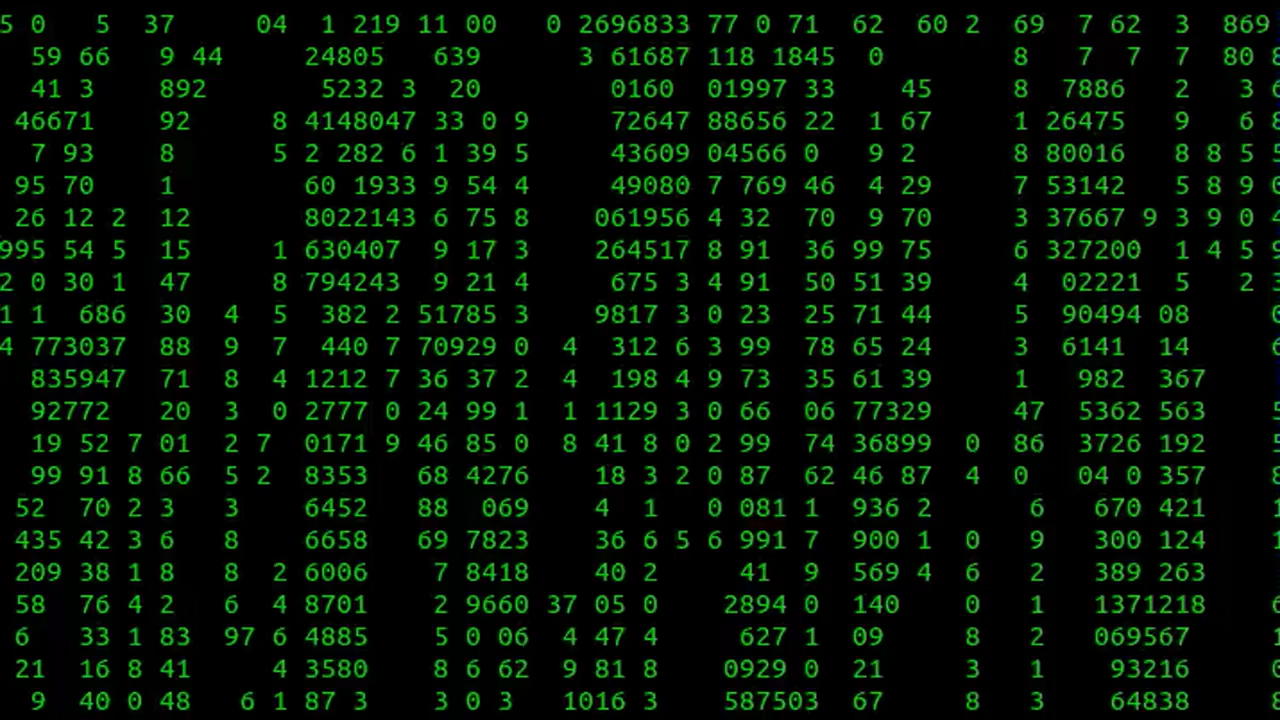 5 0 5 37 04 1 219 11 00 0 2696833 77 0 71 62 60 2 69 7 62 3 869
59 66 9 44 24805 639 3 61687 118 1845 0 8 7 7 7 80 8
41 3 892 5232 3 20 0160 01997 33 45 8 7886 2 3 6
46671 92 8 4148047 33 0 9 72647 88656 22 1 67 1 26475 9 6 8
7 93 8 5 2 282 6 1 39 5 43609 04566 0 9 2 8 80016 8 8 5 5
95 70 1 60 1933 9 54 4 49080 7 769 46 4 29 7 53142 5 8 9 0
26 12 2 12 8022143 6 75 8 061956 4 32 70 9 70 3 37667 9 3 9 0 4
995 54 5 15 1 630407 9 17 3 264517 8 91 36 99 75 6 327200 1 4 5 9
2 0 30 1 47 8 794243 9 21 4 675 3 4 91 50 51 39 4 02221 5 2 3
1 1 686 30 4 5 382 2 51785 3 9817 3 0 23 25 71 44 5 90494 08
4 773037 88 9 7 440 7 70929 0 4 312 6 3 99 78 65 24 3 6141 14
835947 71 8 4 1212 7 36 37 2 4 198 4 9 73 35 61 39 1 982 367
92772 20 3 0 2777 0 24 99 1 1 1129 3 0 66 06 77329 47 5362 563 5
19 52 7 01 2 7 0171 9 46 85 0 8 41 8 0 2 99 74 36899 0 86 3726 192 5
99 91 8 66 5 2 8353 68 4276 18 3 2 0 87 62 46 87 4 0 04 0 357 8
52 70 2 3 3 6452 88 069 4 1 0 081 1 936 2 6 670 421 1
435 42 3 6 8 6658 69 7823 36 6 5 6 991 7 900 1 0 9 300 124 1
209 38 1 8 8 2 6006 7 8418 40 2 41 9 569 4 6 2 389 263
58 76 4 2 6 4 8701 2 9660 37 05 0 2894 0 140 0 1 1371218
6 33 1 83 97 6 4885 5 0 06 4 47 4 627 1 09 8 2 069567
21 16 8 41 4 3580 8 6 62 9 81 8 0929 0 21 3 1 93216
9 40 0 48 6 1 87 3 3 0 3 1016 3 587503 67 8 3 64838